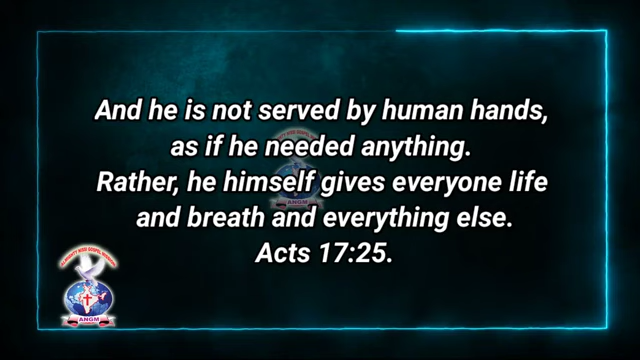 And he is not served by human hands,
as if he needed anything.
Rather, he himself gives everyone life
and breath and everything else.
Acts 17:25.
ANGM